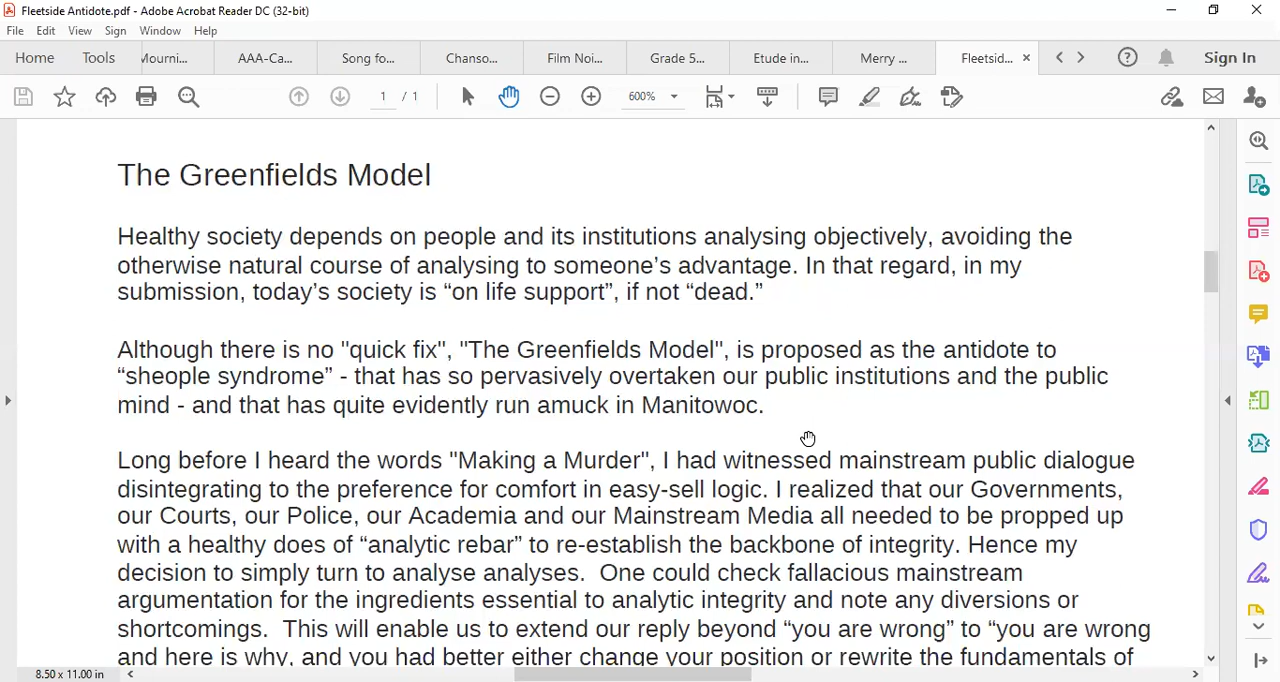 Fleetside Antidote.pdf - Adobe Acrobat Reader DC (32-bit)
File Edit View Sign Window Help
Home Tools Mourni... AAA-Ca... Song fo... Chanso... Film Noi... Grade 5... Etude in... Merry ... Fleetsid... Sign In
1 / 1 600%
The Greenfields Model
Healthy society depends on people and its institutions analysing objectively, avoiding the
otherwise natural course of analysing to someone’s advantage. In that regard, in my
submission, today’s society is “on life support”, if not “dead.”
Although there is no "quick fix", "The Greenfields Model", is proposed as the antidote to
“sheople syndrome” - that has so pervasively overtaken our public institutions and the public
mind - and that has quite evidently run amuck in Manitowoc.
Long before I heard the words "Making a Murder", I had witnessed mainstream public dialogue
disintegrating to the preference for comfort in easy-sell logic. I realized that our Governments,
our Courts, our Police, our Academia and our Mainstream Media all needed to be propped up
with a healthy does of “analytic rebar” to re-establish the backbone of integrity. Hence my
decision to simply turn to analyse analyses.  One could check fallacious mainstream
argumentation for the ingredients essential to analytic integrity and note any diversions or
shortcomings.  This will enable us to extend our reply beyond “you are wrong” to “you are wrong
and here is why, and you had better either change your position or rewrite the fundamentals of
8.50 x 11.00 in